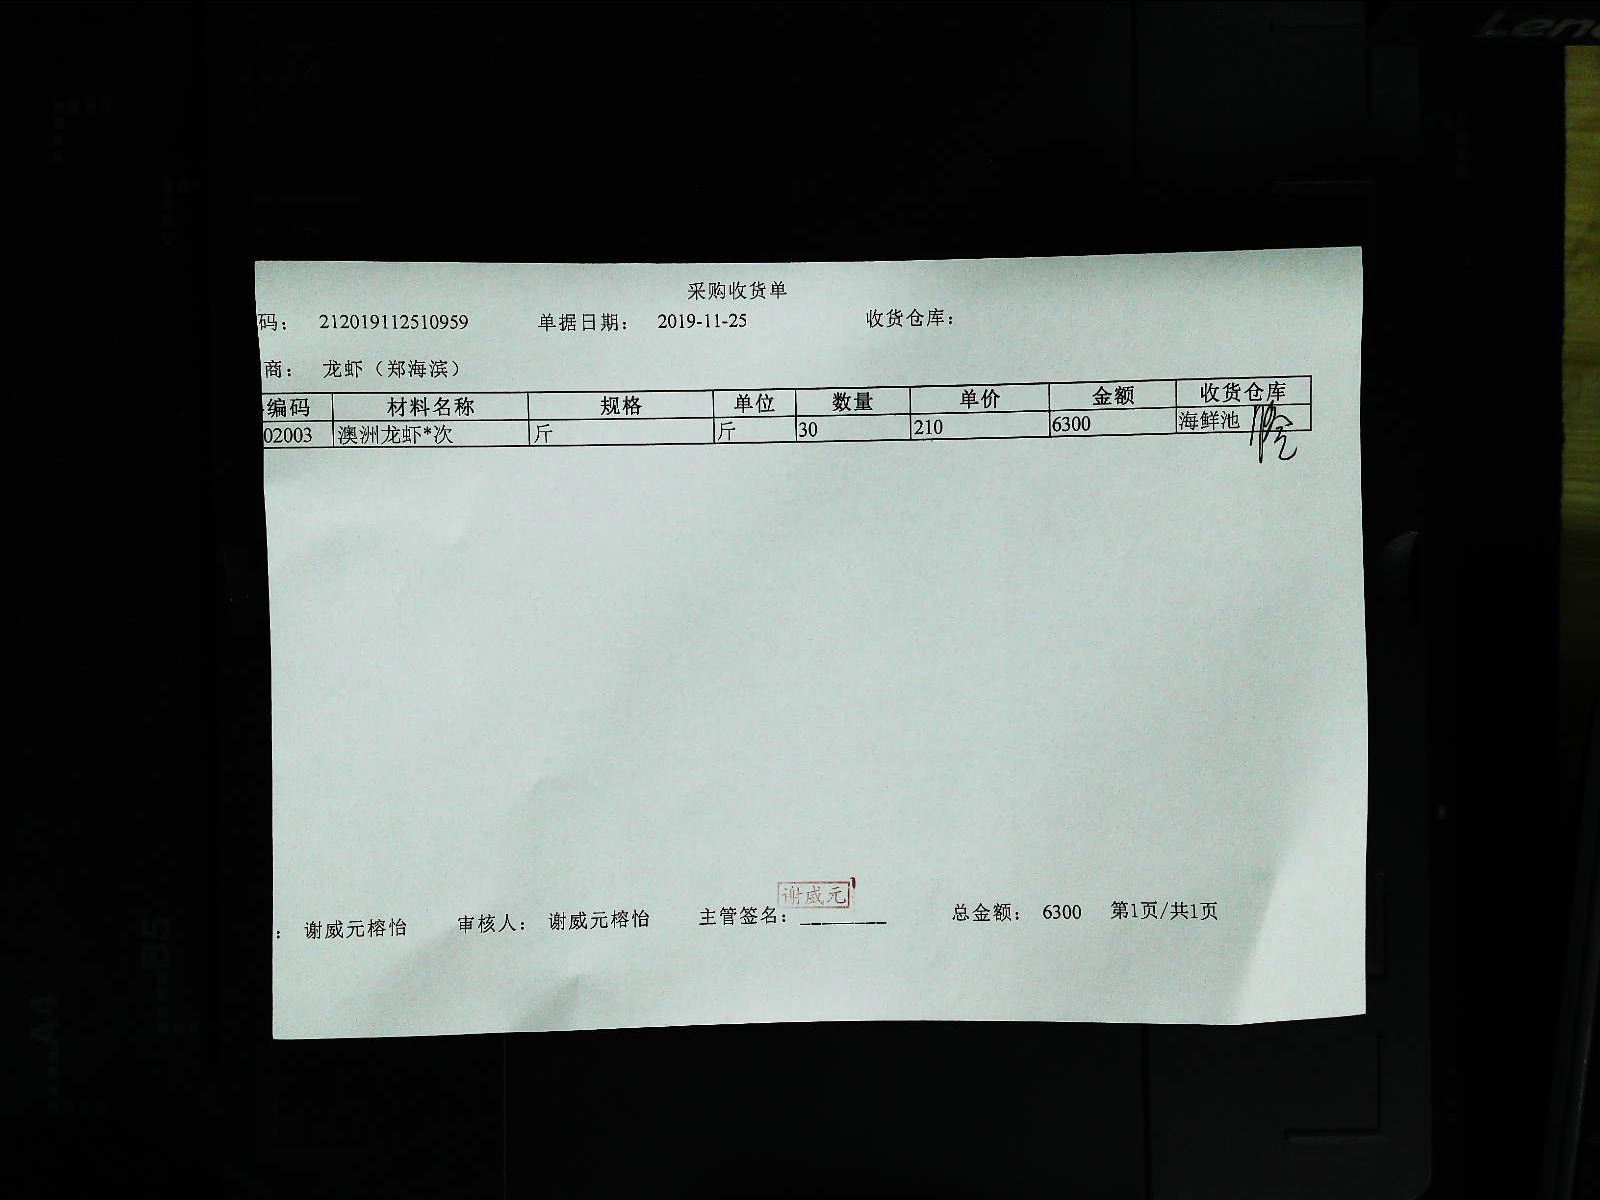 采购收货单
码： 212019112510959 单据日期： 2019-11-25 收货仓库：
商： 龙虾（郑海滨）
编码 材料名称 规格 单位 数量 单价 金额 收货仓库
02003 澳洲龙虾*次 斤 斤 30 210 6300 海鲜池
谢威元
： 谢威元榕怡 审核人： 谢威元榕怡 主管签名： 总金额： 6300 第1页/共1页
A4
B5